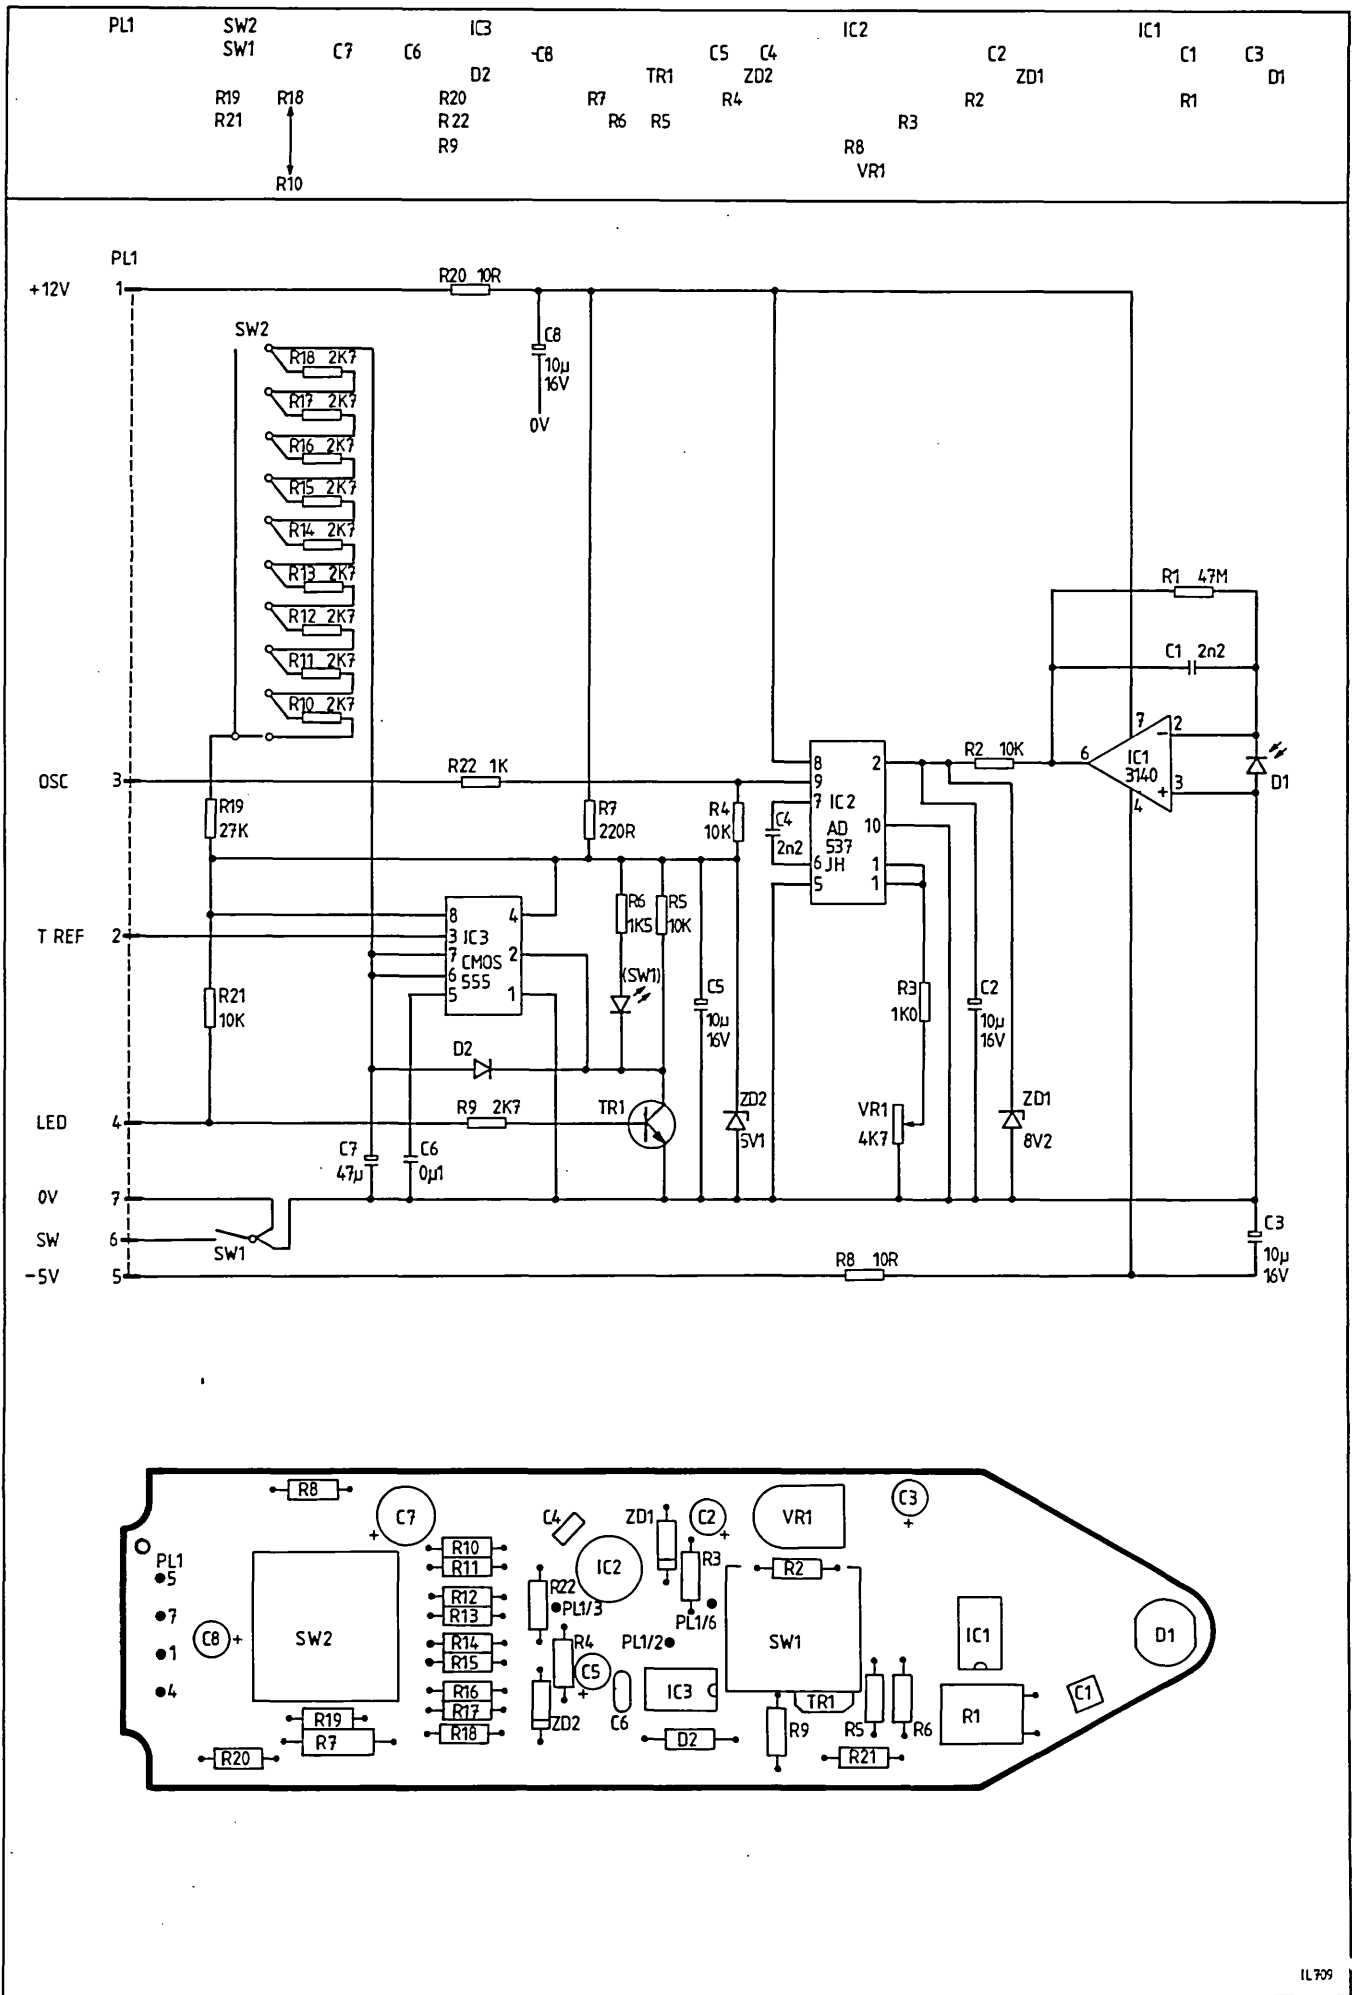 PL1 SW2 IC3 IC2 IC1
SW1 C7 C6 C8 C5 C4 C2 C1 C3
D2 TR1 ZD2 ZD1 D1
R19 R18 R20 R7 R4 R2 R1
R21 R22 R6 R5 R3
R9 R8
R10 VR1
PL1
+12V 1 R20 10R
SW2
C8
10µ
16V
0V
R18 2K7
R17 2K7
R16 2K7
R15 2K7
R14 2K7
R13 2K7
R12 2K7
R11 2K7
R10 2K7
R1 47M
C1 2n2
7 2
6 IC1 −
3140
+ 3
4
D1
R2 10K
OSC 3 R22 1K
8 2
9
7 IC2
AD 10
537
6 JH 1
5 1
R19
27K
R7
220R
R4
10K
C4
2n2
R6
1K5
R5
10K
8 4
T REF 2 3 IC3
7 CMOS 2
6 555
5 1
(SW1)
C5
10µ
16V
R3
1K0
C2
10µ
16V
R21
10K
D2
LED 4 R9 2K7 TR1
ZD2
5V1
VR1
4K7
ZD1
8V2
C7
47µ
C6
0µ1
0V 7
SW 6 SW1
C3
10µ
16V
-5V 5 R8 10R
R8
C7
+
C4
ZD1
C2
+
VR1
C3
+
PL1
5
7
1
4
R10
R11
IC2
R3
R2
R12
R13
R22
PL1/3
PL1/6
C8 +
SW2
R14
R15
R4
C5
+
PL1/2
SW1
IC1
D1
R16
R17
R18
ZD2
C6
IC3
TR1
R5
R6
R1
C1
R19
R7
R20
D2
R9
R21
IL709